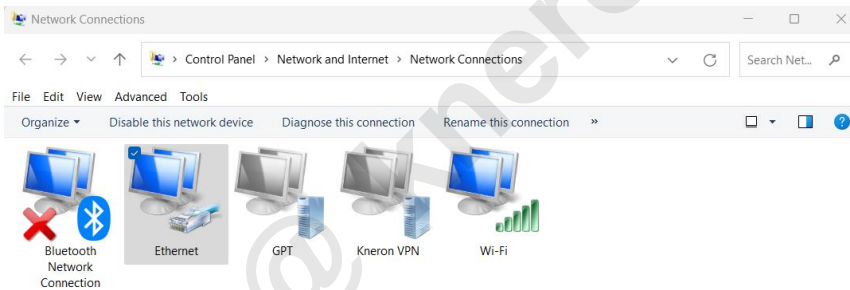 Network Connections
Control Panel > Network and Internet > Network Connections
Search Net...
File Edit View Advanced Tools
Organize Disable this network device Diagnose this connection Rename this connection »
Bluetooth
Network
Connection
Ethernet
GPT
Kneron VPN
Wi-Fi